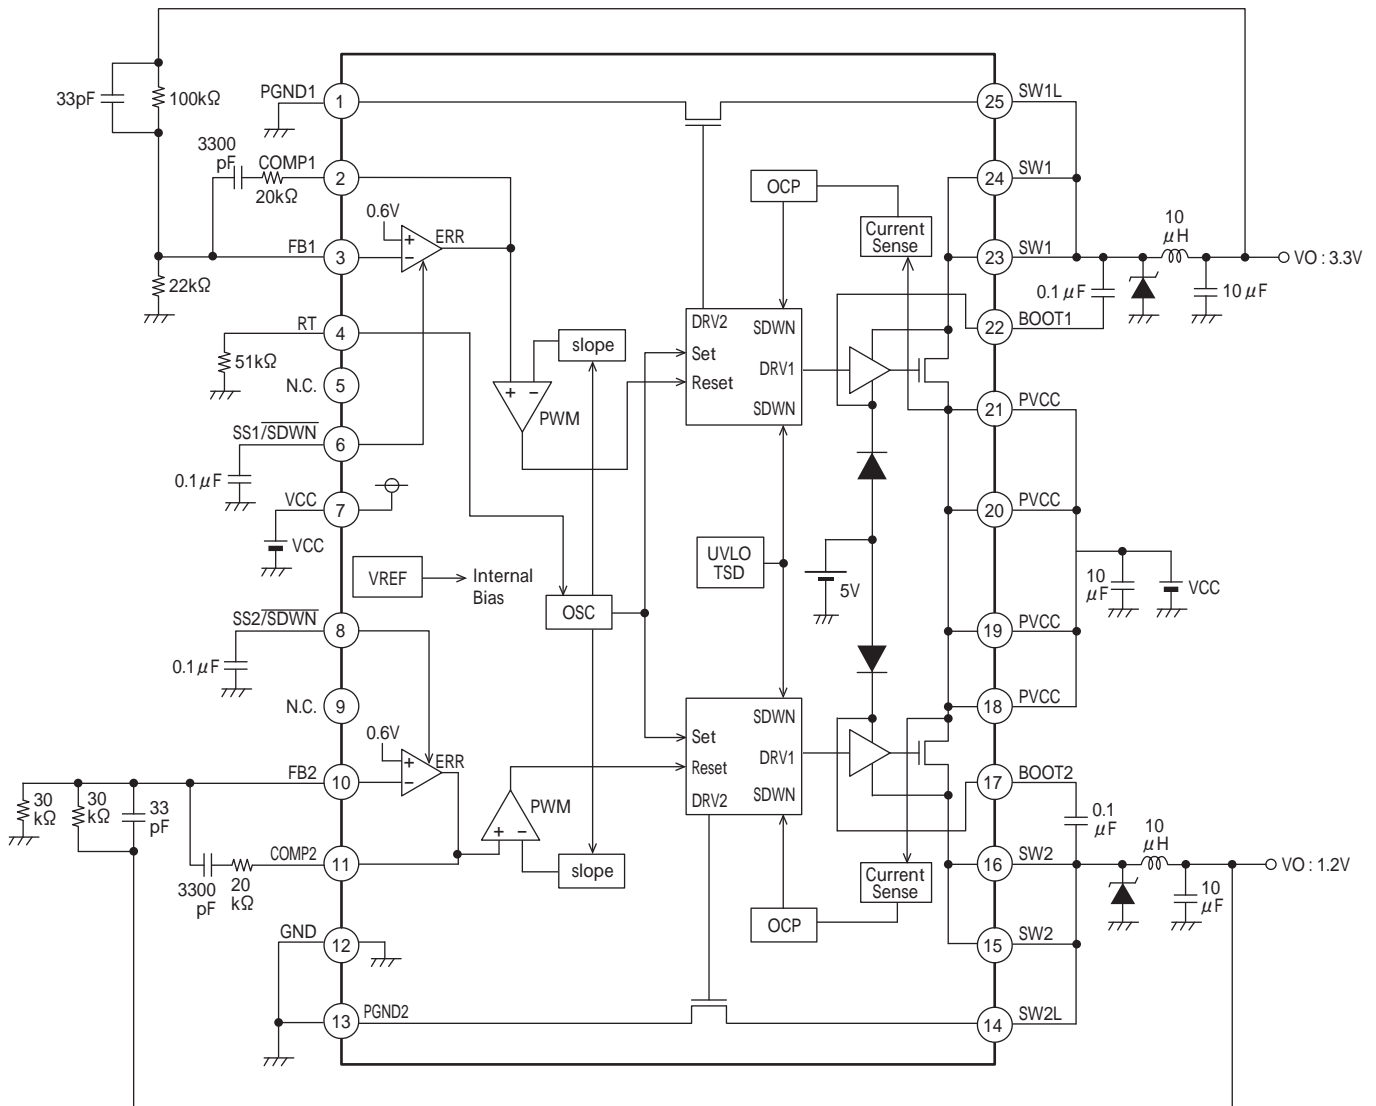 PGND1
1
25
SW1L
33pF
100kΩ
3300
pF
COMP1
20kΩ
2
OCP
24
SW1
0.6V
+
−
ERR
Current
Sense
10
μH
FB1
3
23
SW1
VO : 3.3V
22kΩ
0.1μF
10μF
RT
4
DRV2
SDWN
22
BOOT1
51kΩ
slope
Set
DRV1
Reset
N.C.
5
+
−
PWM
SDWN
21
PVCC
SS1/SDWN
6
0.1μF
VCC
7
20
PVCC
VCC
UVLO
TSD
VREF
Internal
Bias
5V
10
μF
VCC
OSC
SS2/SDWN
8
19
PVCC
0.1μF
N.C.
9
18
PVCC
SDWN
0.6V
+
−
ERR
Set
DRV1
Reset
SDWN
DRV2
FB2
10
17
BOOT2
30
kΩ
30
kΩ
33
pF
PWM
+
−
0.1
μF
10
μH
COMP2
11
16
SW2
VO : 1.2V
3300
pF
20
kΩ
slope
Current
Sense
10
μF
OCP
GND
12
15
SW2
PGND2
13
14
SW2L